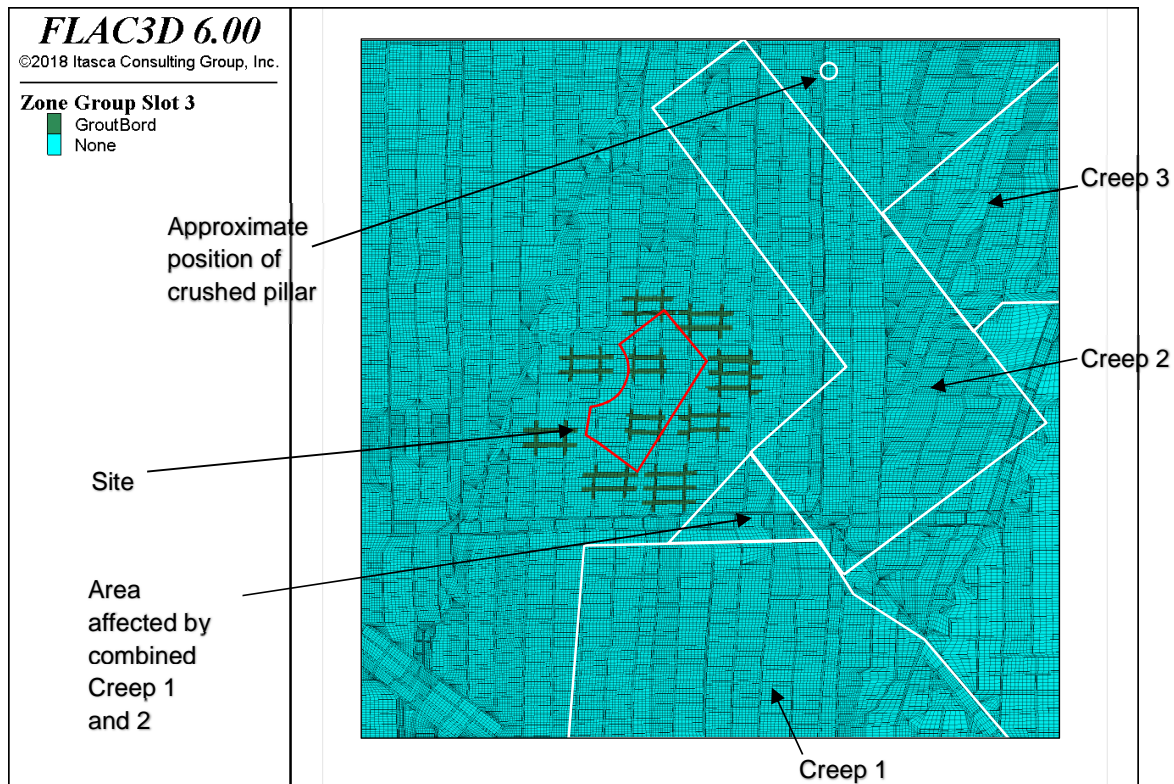 FLAC3D 6.00
©2018 Itasca Consulting Group, Inc.
Zone Group Slot 3
GroutBord
None
Approximate
position of
crushed pillar
Site
Area
affected by
combined
Creep 1
and 2
Creep 3
Creep 2
Creep 1